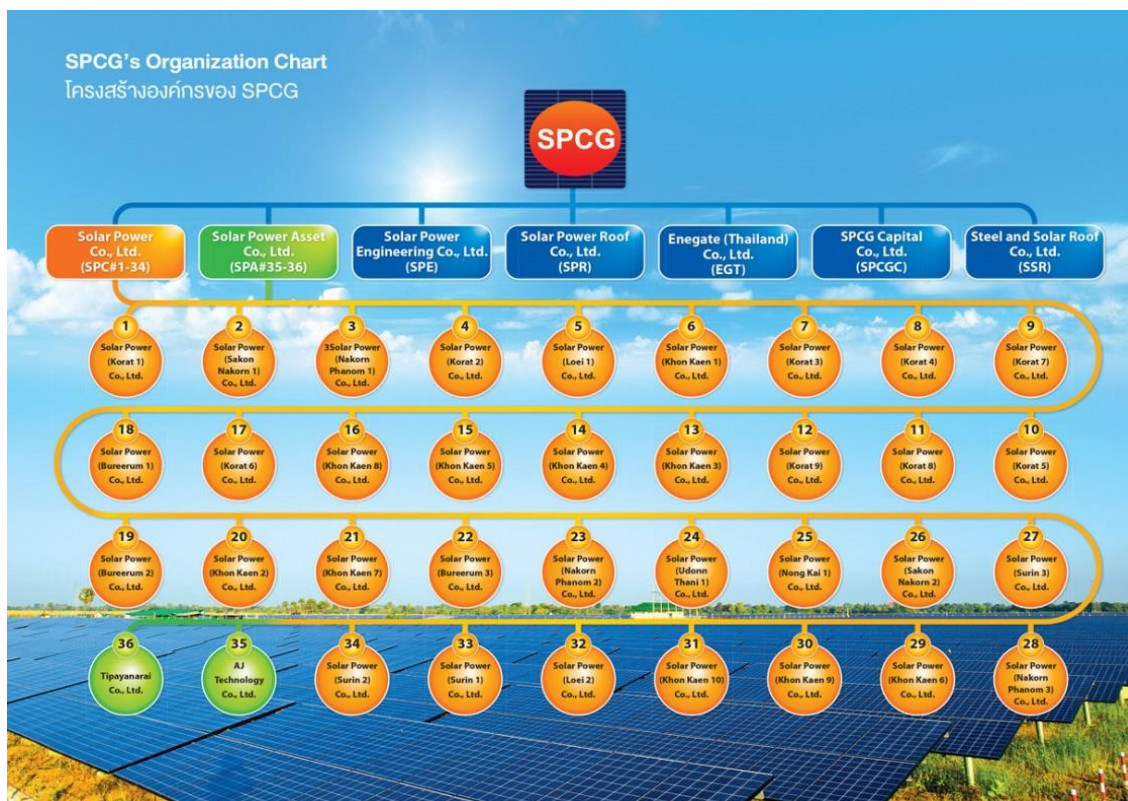 SPCG's Organization Chart
โครงสร้างองค์กรของ SPCG
SPCG
Solar Power
Co., Ltd.
(SPC#1-34)
Solar Power Asset
Co., Ltd.
(SPA#35-36)
Solar Power
Engineering Co., Ltd.
(SPE)
Solar Power Roof
Co., Ltd.
(SPR)
Enegate (Thailand)
Co., Ltd.
(EGT)
SPCG Capital
Co., Ltd.
(SPCGC)
Steel and Solar Roof
Co., Ltd.
(SSR)
1
Solar Power
(Korat 1)
Co., Ltd.
2
Solar Power
(Sakon
Nakorn 1)
Co., Ltd.
3
3Solar Power
(Nakorn
Phanom 1)
Co., Ltd.
4
Solar Power
(Korat 2)
Co., Ltd.
5
Solar Power
(Loei 1)
Co., Ltd.
6
Solar Power
(Khon Kaen 1)
Co., Ltd.
7
Solar Power
(Korat 3)
Co., Ltd.
8
Solar Power
(Korat 4)
Co., Ltd.
9
Solar Power
(Korat 7)
Co., Ltd.
18
Solar Power
(Bureerum 1)
Co., Ltd.
17
Solar Power
(Korat 6)
Co., Ltd.
16
Solar Power
(Khon Kaen 8)
Co., Ltd.
15
Solar Power
(Khon Kaen 5)
Co., Ltd.
14
Solar Power
(Khon Kaen 4)
Co., Ltd.
13
Solar Power
(Khon Kaen 3)
Co., Ltd.
12
Solar Power
(Korat 9)
Co., Ltd.
11
Solar Power
(Korat 8)
Co., Ltd.
10
Solar Power
(Korat 5)
Co., Ltd.
19
Solar Power
(Bureerum 2)
Co., Ltd.
20
Solar Power
(Khon Kaen 2)
Co., Ltd.
21
Solar Power
(Khon Kaen 7)
Co., Ltd.
22
Solar Power
(Bureerum 3)
Co., Ltd.
23
Solar Power
(Nakorn
Phanom 2)
Co., Ltd.
24
Solar Power
(Udonn
Thani 1)
Co., Ltd.
25
Solar Power
(Nong Kai 1)
Co., Ltd.
26
Solar Power
(Sakon
Nakorn 2)
Co., Ltd.
27
Solar Power
(Surin 3)
Co., Ltd.
36
Tipayanarai
Co., Ltd.
35
AJ
Technology
Co., Ltd.
34
Solar Power
(Surin 2)
Co., Ltd.
33
Solar Power
(Surin 1)
Co., Ltd.
32
Solar Power
(Loei 2)
Co., Ltd.
31
Solar Power
(Khon Kaen 10)
Co., Ltd.
30
Solar Power
(Khon Kaen 9)
Co., Ltd.
29
Solar Power
(Khon Kaen 6)
Co., Ltd.
28
Solar Power
(Nakorn
Phanom 3)
Co., Ltd.